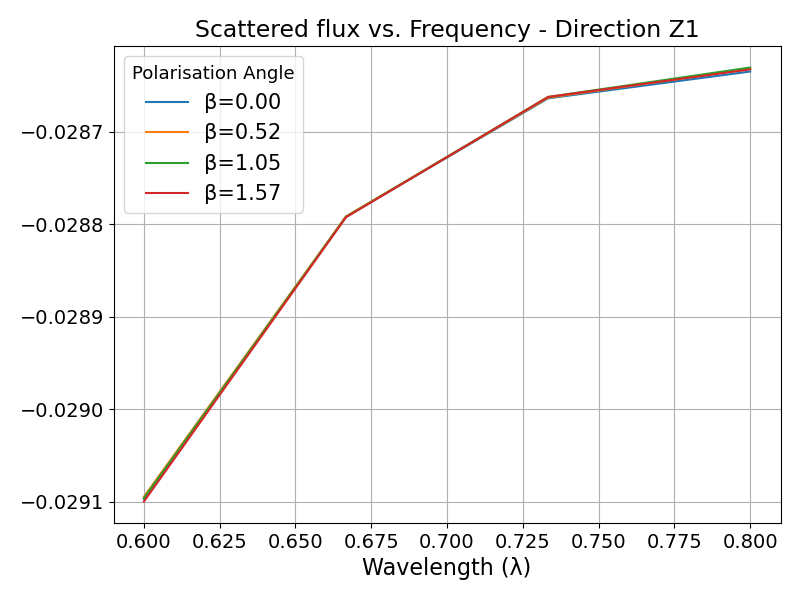 Scattered flux vs. Frequency - Direction Z1
Polarisation Angle
β=0.00
β=0.52
β=1.05
β=1.57
−0.0287
−0.0288
−0.0289
−0.0290
−0.0291
0.600 0.625 0.650 0.675 0.700 0.725 0.750 0.775 0.800
Wavelength (λ)